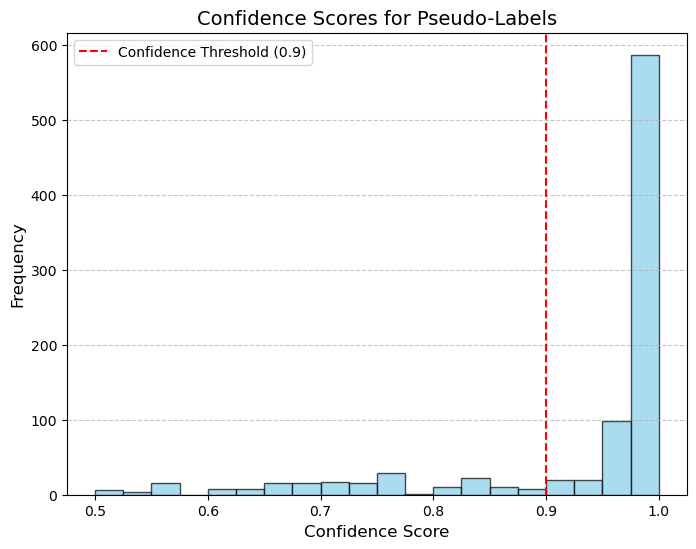 Confidence Scores for Pseudo-Labels
Confidence Threshold (0.9)
Frequency
600
500
400
300
200
100
0
0.5 0.6 0.7 0.8 0.9 1.0
Confidence Score